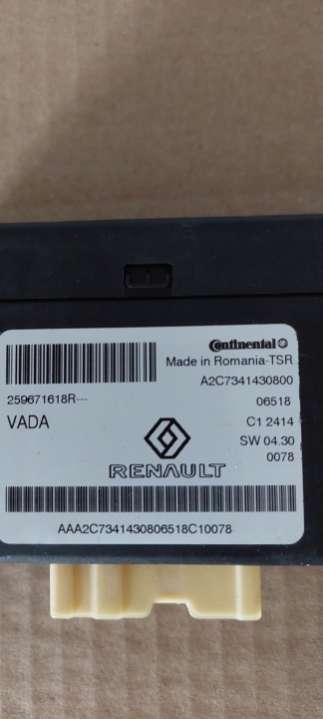 Continental
Made in Romania-TSR
A2C7341430800
259671618R---
06518
VADA
C1 2414
SW 04.30
0078
RENAULT
AAA2C7341430806518C10078